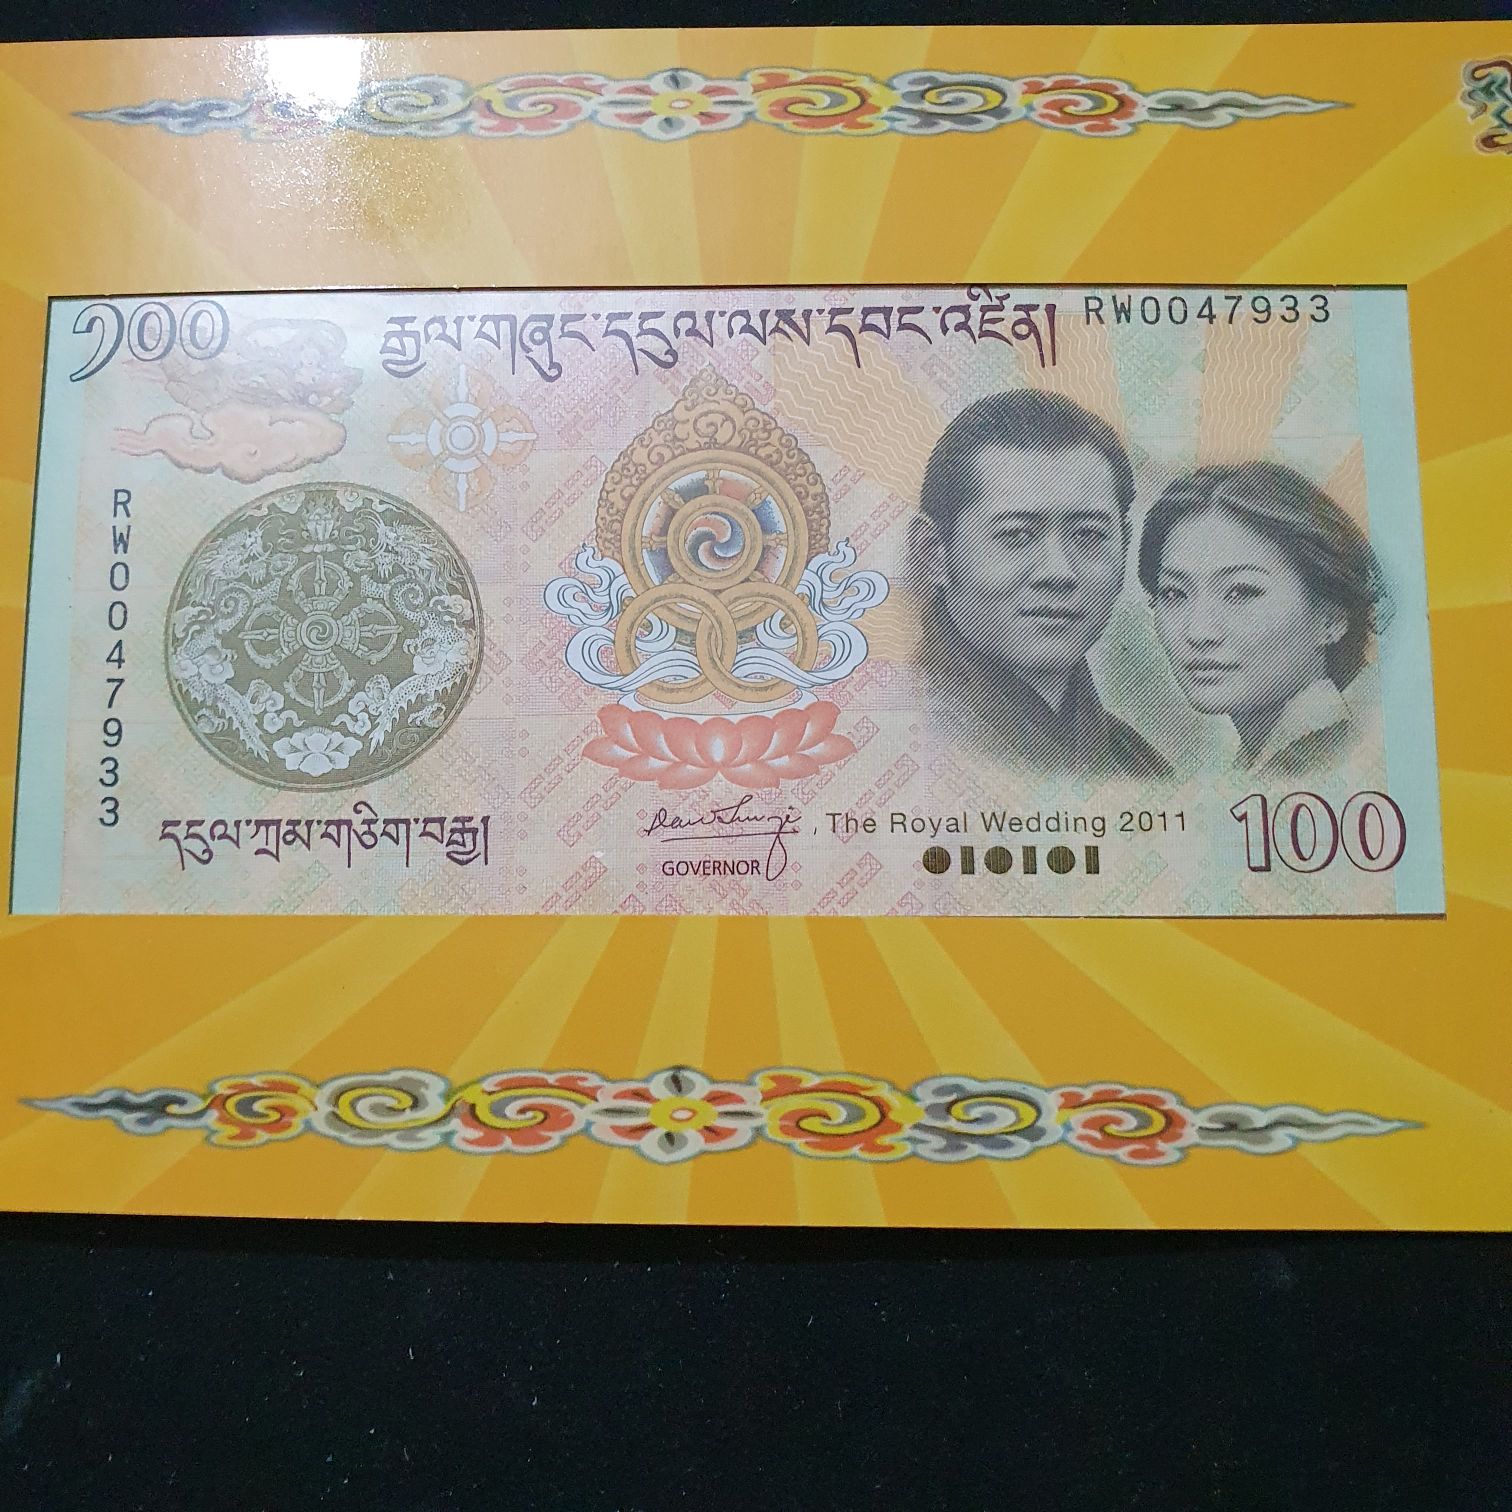 ༡༠༠
རྒྱལ་གཞུང་དངུལ་ལས་དབང་འཛིན།
RW0047933
RW0047933
དངུལ་ཀྲམ་གཅིག་བརྒྱ།
GOVERNOR
The Royal Wedding 2011
100